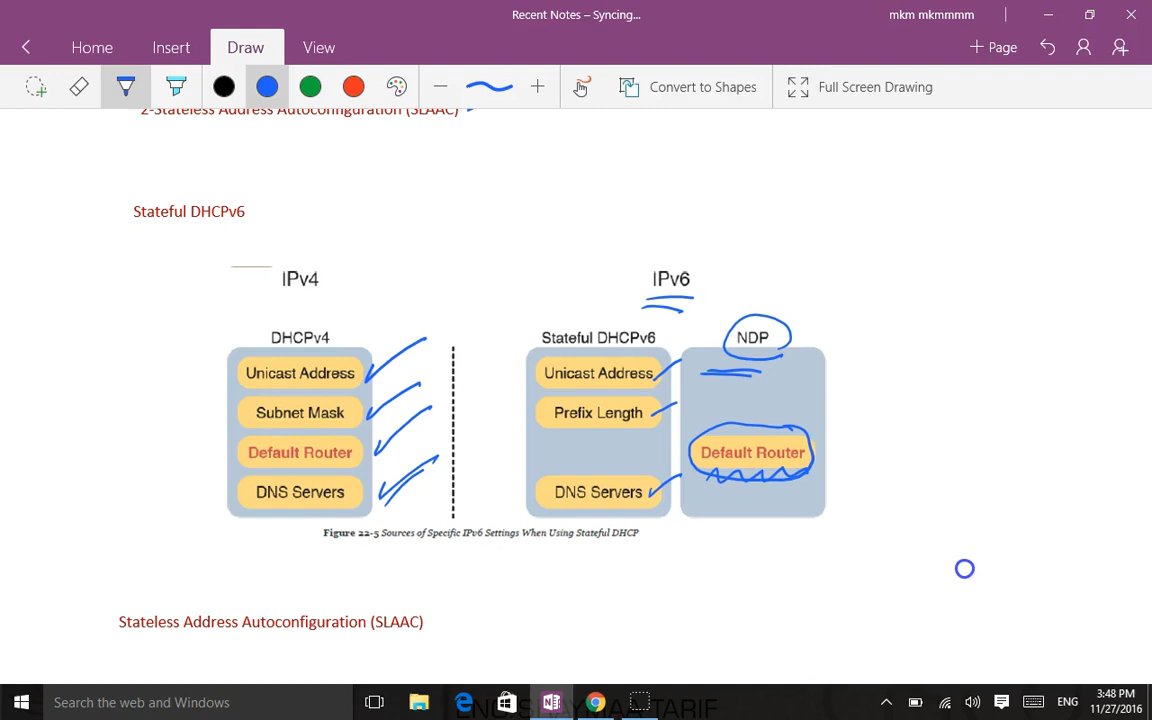 Recent Notes – Syncing...
mkm mkmmmm
Home Insert Draw View
Page
Convert to Shapes
Full Screen Drawing
2-Stateless Address Autoconfiguration (SLAAC)
Stateful DHCPv6
IPv4 IPv6
DHCPv4 Stateful DHCPv6 NDP
Unicast Address Unicast Address
Subnet Mask Prefix Length
Default Router Default Router
DNS Servers DNS Servers
Figure 22-5 Sources of Specific IPv6 Settings When Using Stateful DHCP
Stateless Address Autoconfiguration (SLAAC)
Search the web and Windows
ENG 3:48 PM
11/27/2016